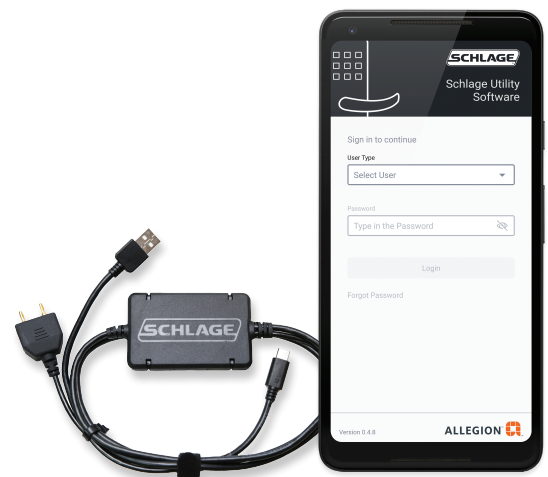 SCHLAGE
Schlage Utility
Software
Sign in to continue
User Type
Select User
Password
Type in the Password
Login
Forgot Password
Version 0.4.8
ALLEGION
SCHLAGE